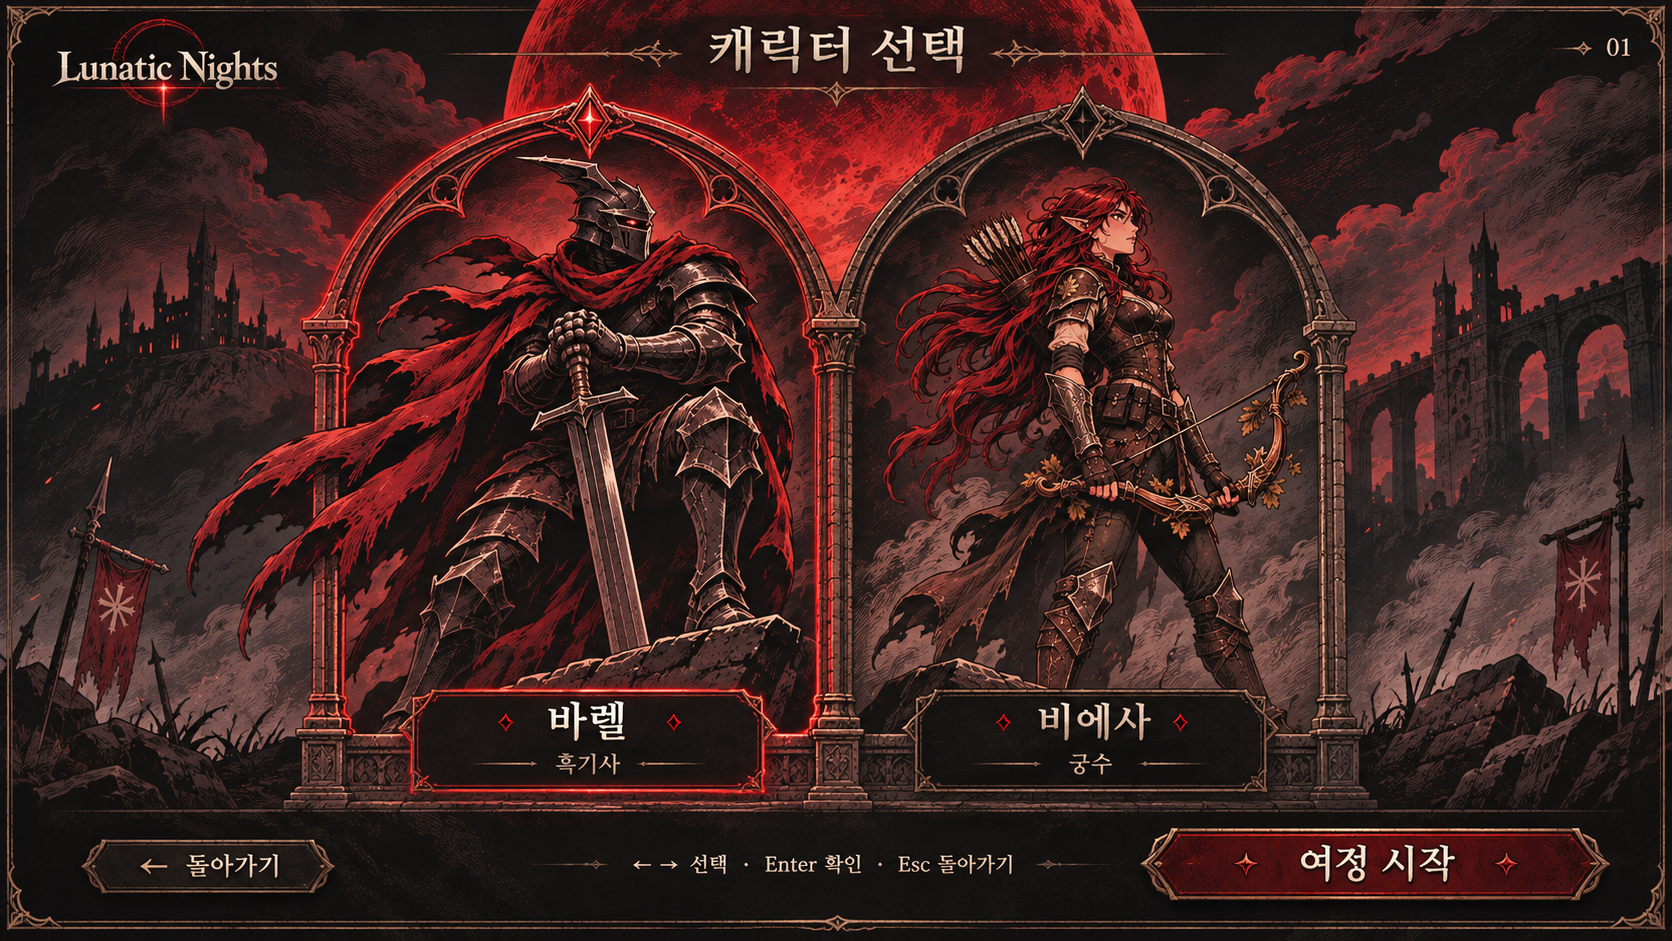 Lunatic Nights
캐릭터 선택
01
바렐
흑기사
비에사
궁수
← 돌아가기
← → 선택 · Enter 확인 · Esc 돌아가기
여정 시작